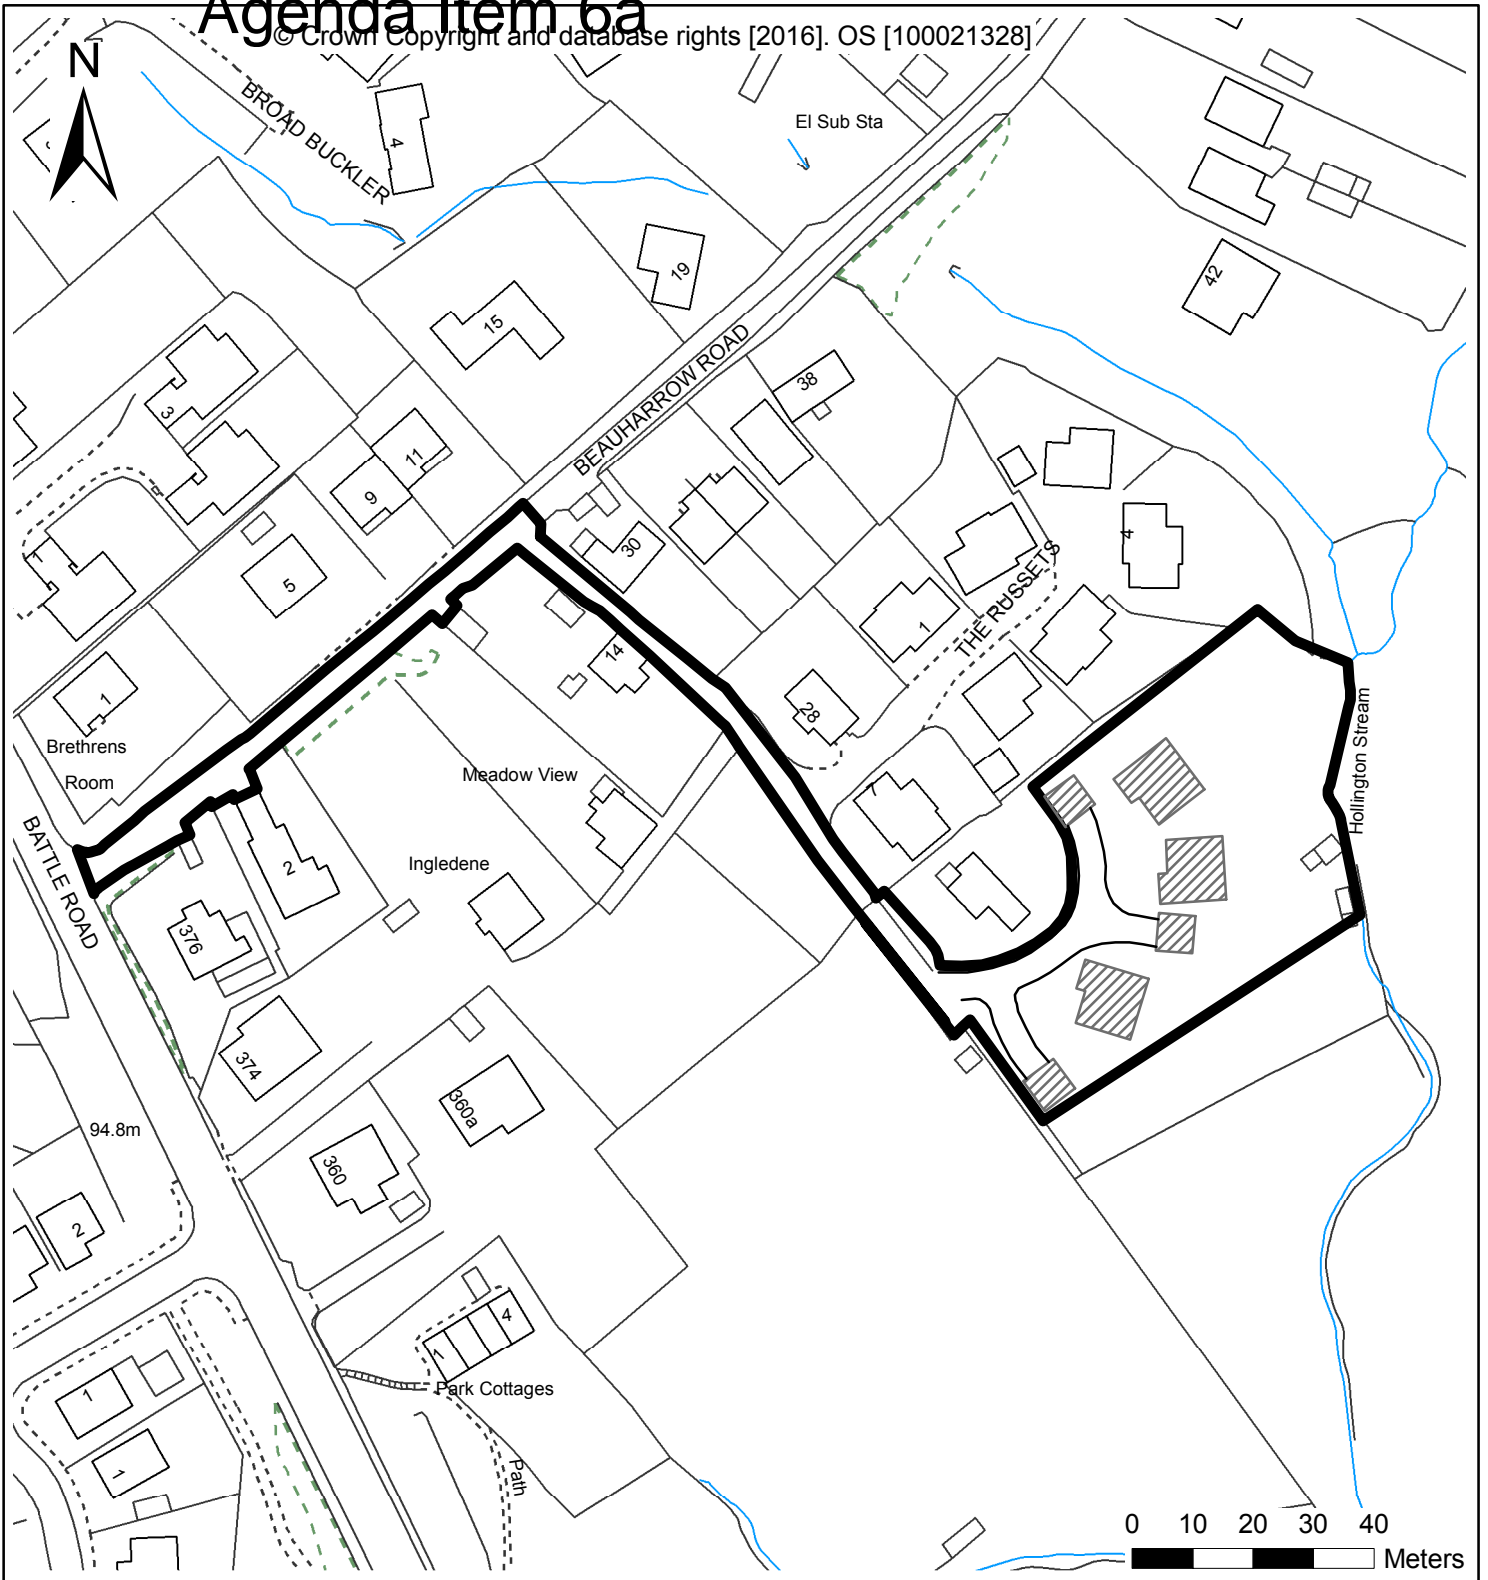 Agenda Item 6a
© Crown Copyright and database rights [2016]. OS [100021328]
N
BROAD BUCKLER
4
El Sub Sta
19
42
15
BEAUHARROW ROAD
38
3
11
9
30
4
1
5
THE RUSSETS
1
14
1
28
Brethrens
Room
Hollington Stream
Meadow View
7
BATTLE ROAD
2
Ingledene
376
374
360a
94.8m
360
2
4
1
Park Cottages
1
1
Path
0 10 20 30 40
Meters